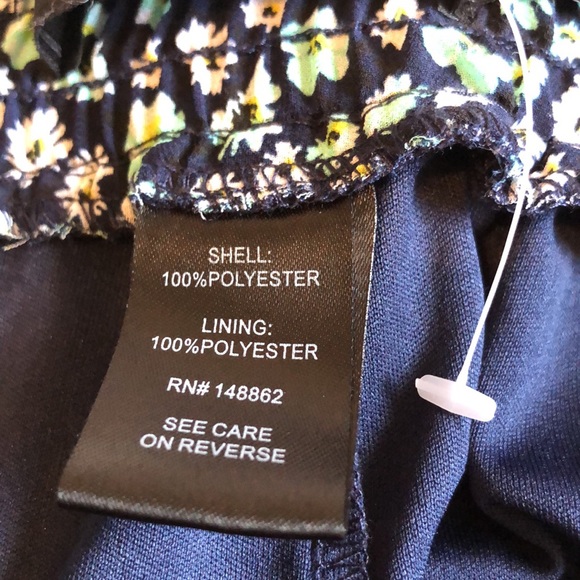 SHELL:
100%POLYESTER
LINING:
100%POLYESTER
RN# 148862
SEE CARE
ON REVERSE